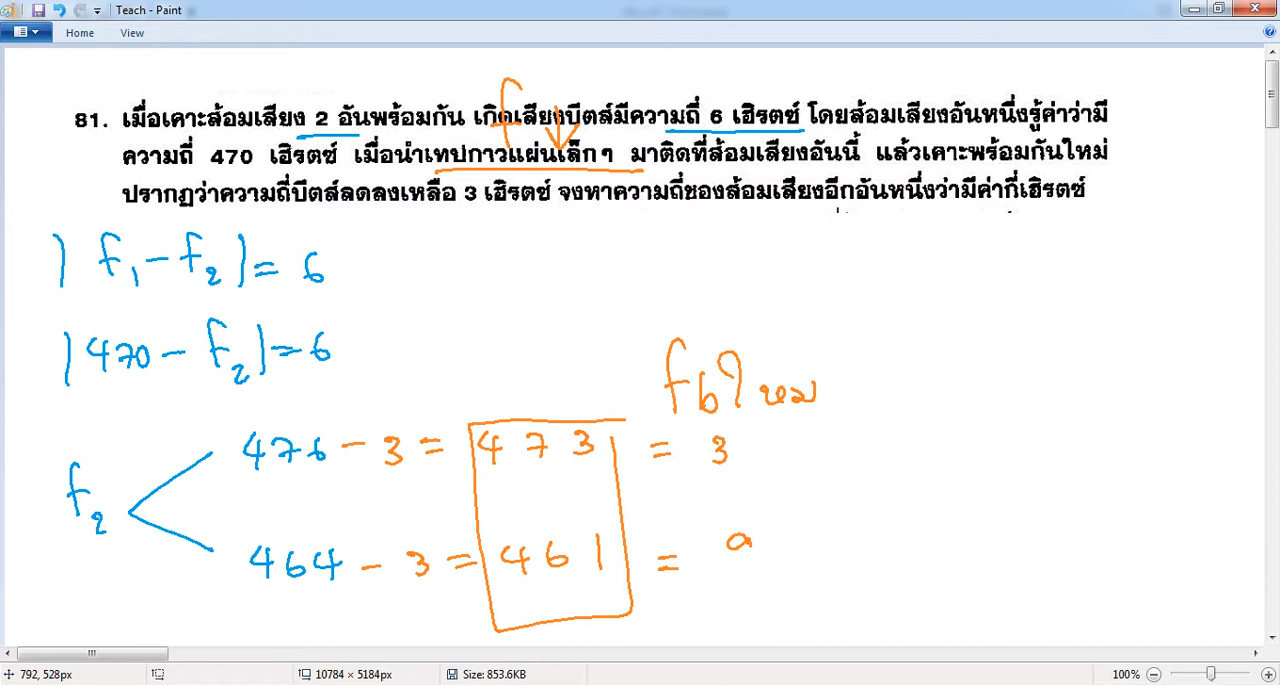 Teach - Paint
Home View
81. เมื่อเคาะส้อมเสียง 2 อันพร้อมกัน เกิดเสียงบีตส์มีความถี่ 6 เฮิรตซ์ โดยส้อมเสียงอันหนึ่งรู้ค่าว่ามี
ความถี่ 470 เฮิรตซ์ เมื่อนำเทปกาวแผ่นเล็กๆ มาติดที่ส้อมเสียงอันนี้ แล้วเคาะพร้อมกันใหม่
ปรากฏว่าความถี่บีตส์ลดลงเหลือ 3 เฮิรตซ์ จงหาความถี่ของส้อมเสียงอีกอันหนึ่งว่ามีค่ากี่เฮิรตซ์
f ↓
| f₁ - f₂ | = 6
| 470 - f₂ | = 6
fbใหม่
476 - 3 = 473 = 3
f₂
464 - 3 = 461 =
792, 528px 10784 × 5184px Size: 853.6KB 100%